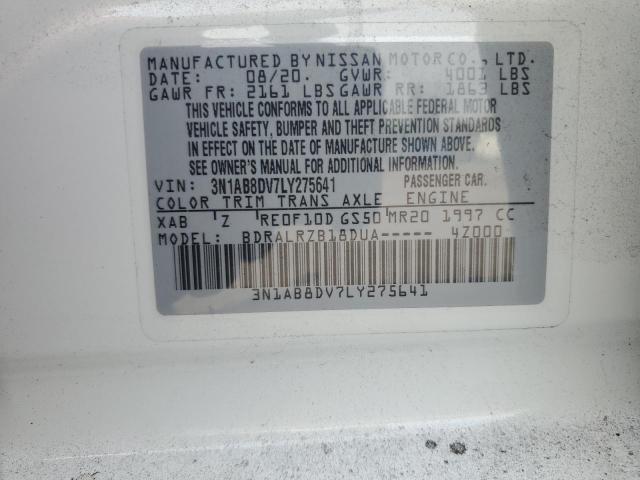 MANUFACTURED BY NISSAN MOTOR CO., LTD.
DATE: 08/20. GVWR: 4001 LBS
GAWR FR: 2161 LBS GAWR RR: 1863 LBS
THIS VEHICLE CONFORMS TO ALL APPLICABLE FEDERAL MOTOR
VEHICLE SAFETY, BUMPER AND THEFT PREVENTION STANDARDS
IN EFFECT ON THE DATE OF MANUFACTURE SHOWN ABOVE.
SEE OWNER'S MANUAL FOR ADDITIONAL INFORMATION.
VIN: 3N1AB8DV7LY275641 PASSENGER CAR.
COLOR TRIM TRANS AXLE ENGINE
XAB Z RE0F10D GS50 MR20 1997 CC
MODEL: BDRALRZB18DUA----- 4Z000
3N1AB8DV7LY275641